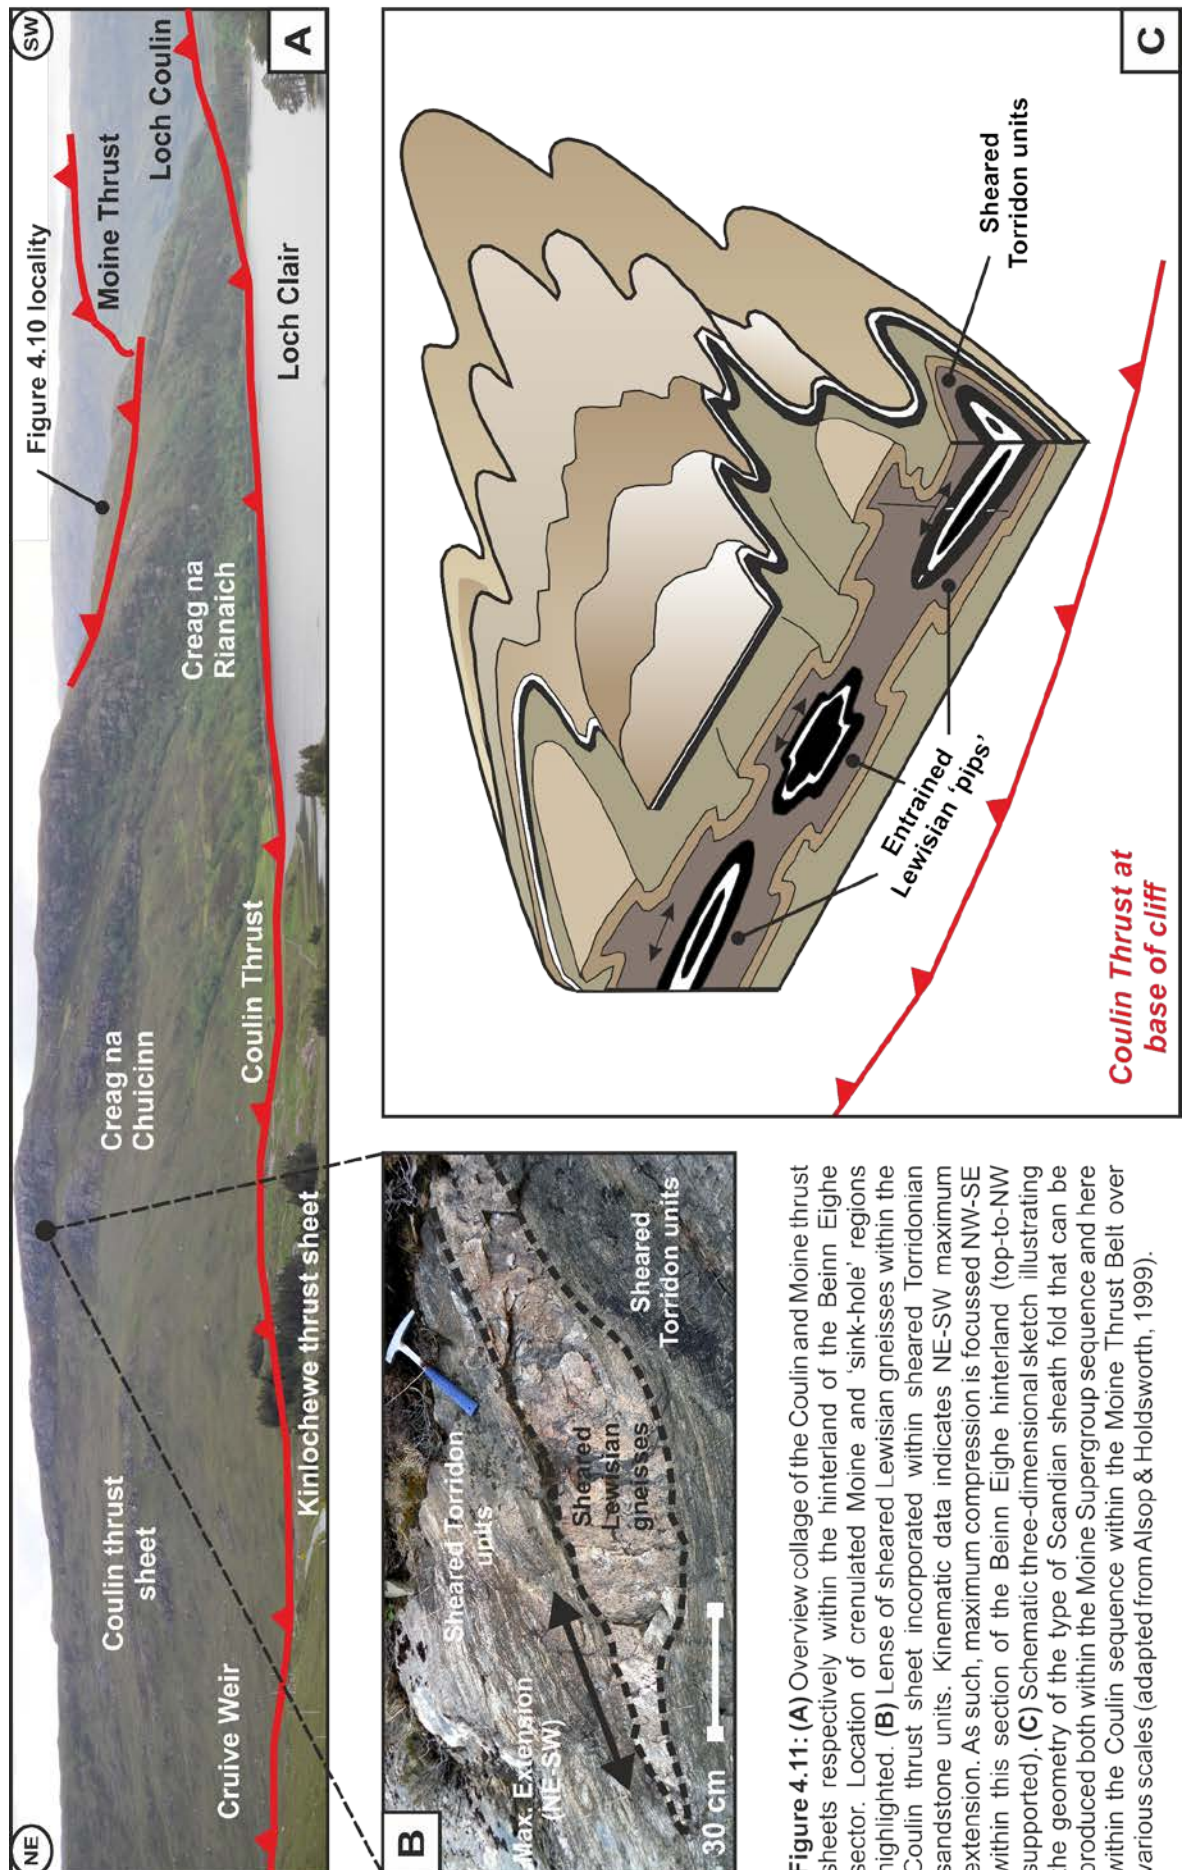 NE
SW
A
Figure 4.10 locality
Moine Thrust
Loch Coulin
Loch Clair
Creag na
Rianaich
Creag na
Chuicinn
Coulin Thrust
Coulin thrust
sheet
Kinlochewe thrust sheet
Cruive Weir
B
Max. Extension
(NE-SW)
Sheared Torridon
units
Sheared
Lewisian
gneisses
Sheared
Torridon units
30 cm
C
Sheared
Torridon units
Entrained
Lewisian ‘pips’
Coulin Thrust at
base of cliff
Figure 4.11: (A) Overview collage of the Coulin and Moine thrust
sheets respectively within the hinterland of the Beinn Eighe
sector. Location of crenulated Moine and ‘sink-hole’ regions
highlighted. (B) Lense of sheared Lewisian gneisses within the
Coulin thrust sheet incorporated within sheared Torridonian
sandstone units. Kinematic data indicates NE-SW maximum
extension. As such, maximum compression is focussed NW-SE
within this section of the Beinn Eighe hinterland (top-to-NW
supported). (C) Schematic three-dimensional sketch illustrating
the geometry of the type of Scandian sheath fold that can be
produced both within the Moine Supergroup sequence and here
within the Coulin sequence within the Moine Thrust Belt over
various scales (adapted from Alsop & Holdsworth, 1999).